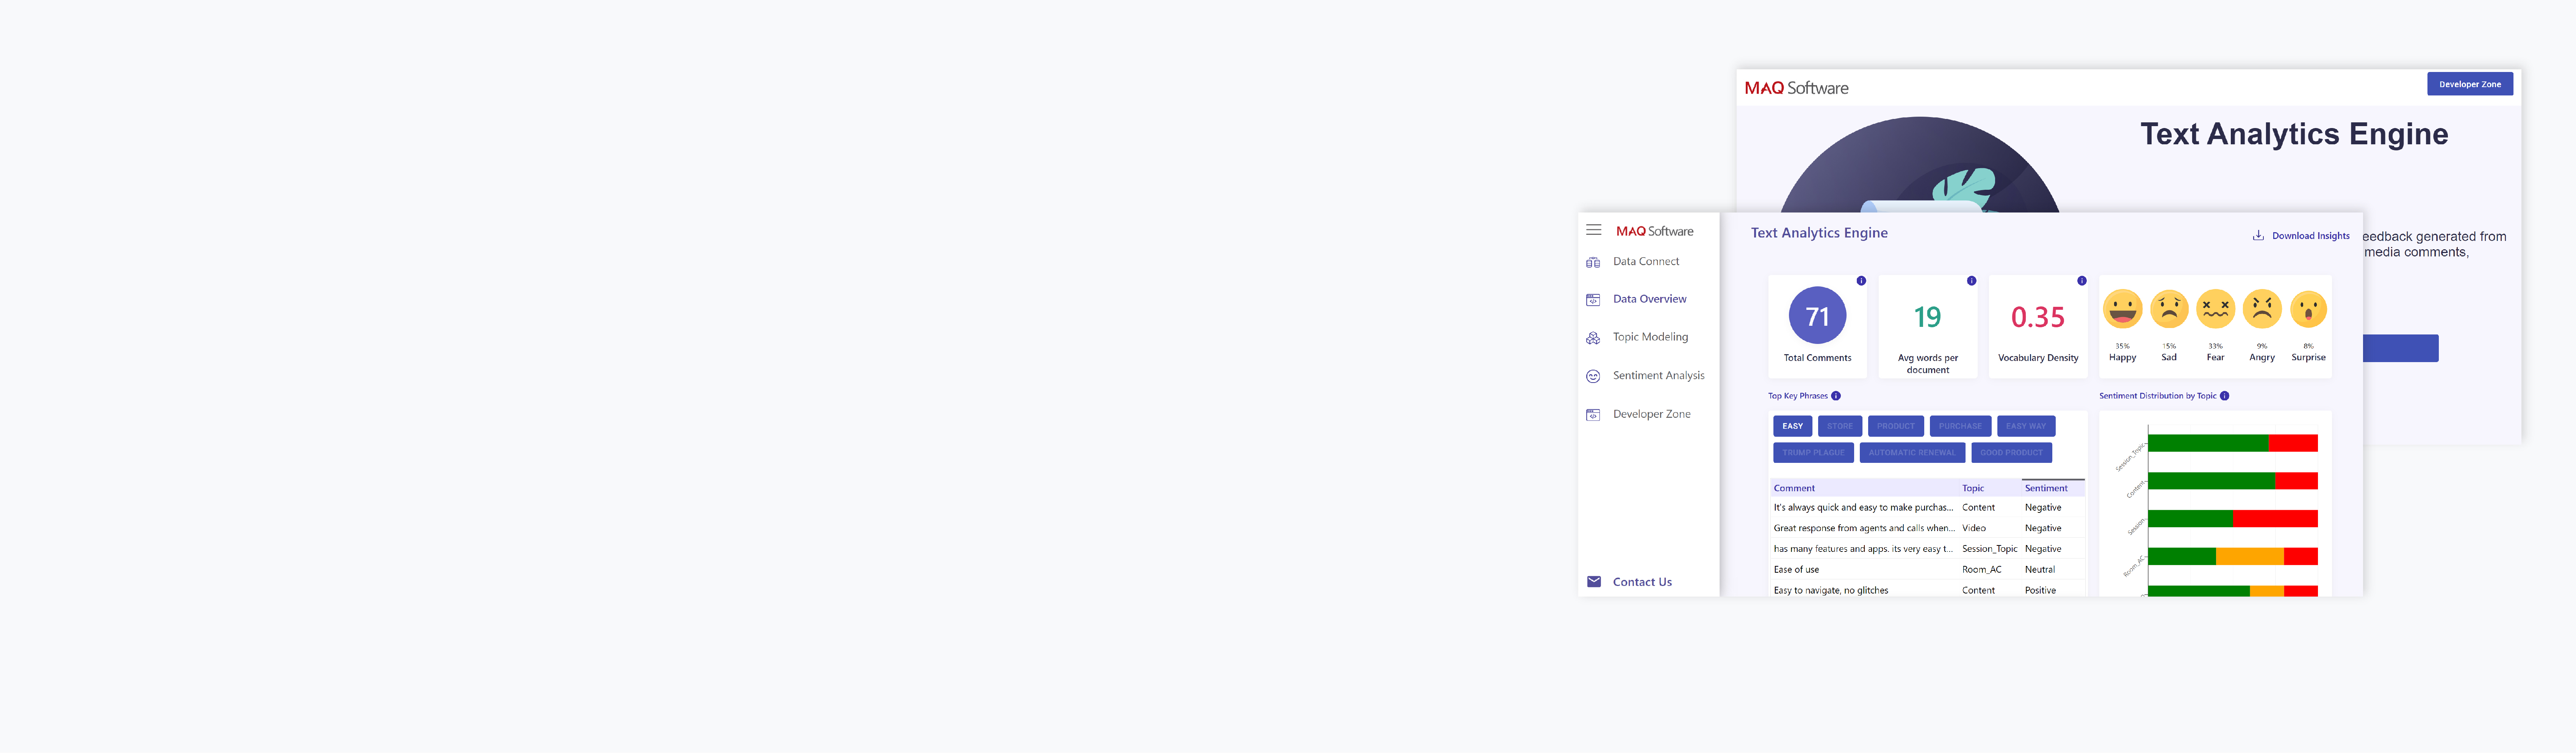 MAQ Software
Developer Zone
Text Analytics Engine
eedback generated from
media comments,
MAQ Software
Data Connect
Data Overview
Topic Modeling
Sentiment Analysis
Developer Zone
Contact Us
Text Analytics Engine
Download Insights
71
Total Comments
19
Avg words per
document
0.35
Vocabulary Density
35% 15% 33% 9% 8%
Happy Sad Fear Angry Surprise
Top Key Phrases
EASY STORE PRODUCT PURCHASE EASY WAY
TRUMP PLAGUE AUTOMATIC RENEWAL GOOD PRODUCT
Comment Topic Sentiment
It's always quick and easy to make purchas... Content Negative
Great response from agents and calls when... Video Negative
has many features and apps. its very easy t... Session_Topic Negative
Ease of use Room_AC Neutral
Easy to navigate, no glitches Content Positive
Sentiment Distribution by Topic
Session_Topic
Content
Session
Room_AC